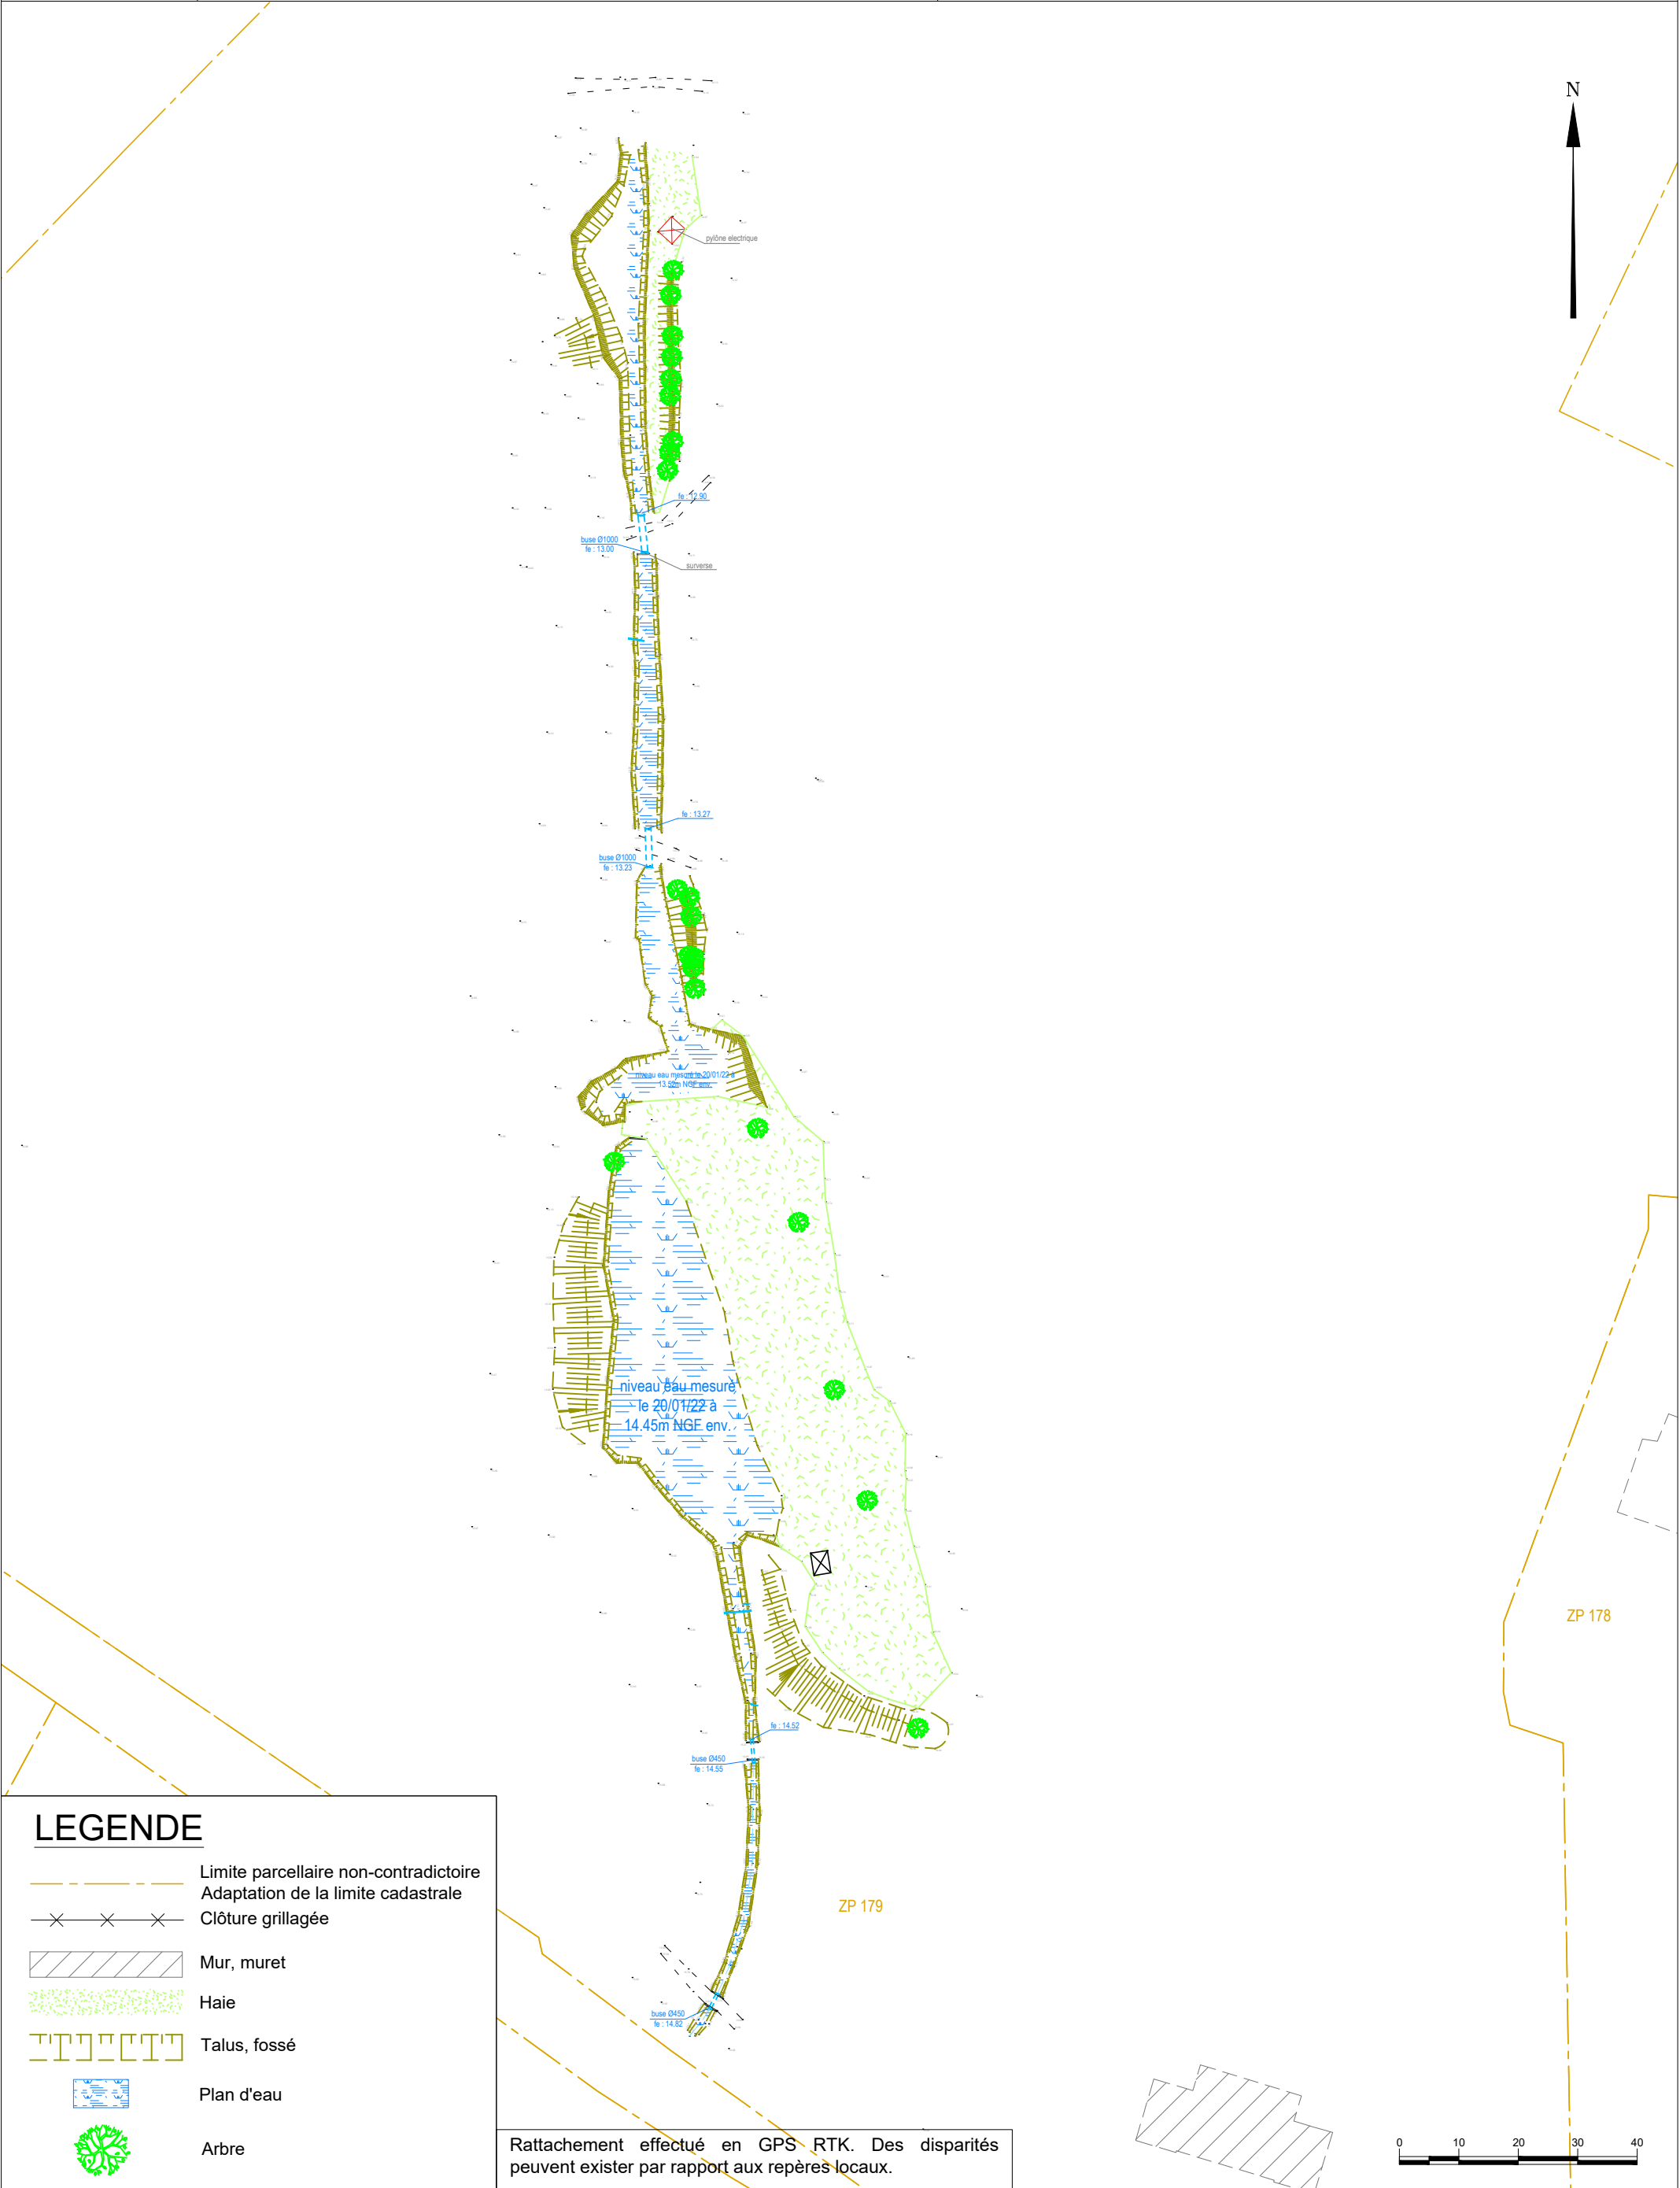 N
pylône electrique
fe : 12.90
buse Ø1000
fe : 13.00
surverse
fe : 13.27
buse Ø1000
fe : 13.23
niveau eau mesuré le 20/01/22 à
13.52m NGF env.
niveau eau mesuré
le 20/01/22 à
14.45m NGF env.
ZP 178
fe : 14.52
buse Ø450
fe : 14.55
ZP 179
buse Ø450
fe : 14.82
LEGENDE
Limite parcellaire non-contradictoire
Adaptation de la limite cadastrale
Clôture grillagée
Mur, muret
Haie
Talus, fossé
Plan d'eau
Arbre
Rattachement effectué en GPS RTK. Des disparités
peuvent exister par rapport aux repères locaux.
0 10 20 30 40